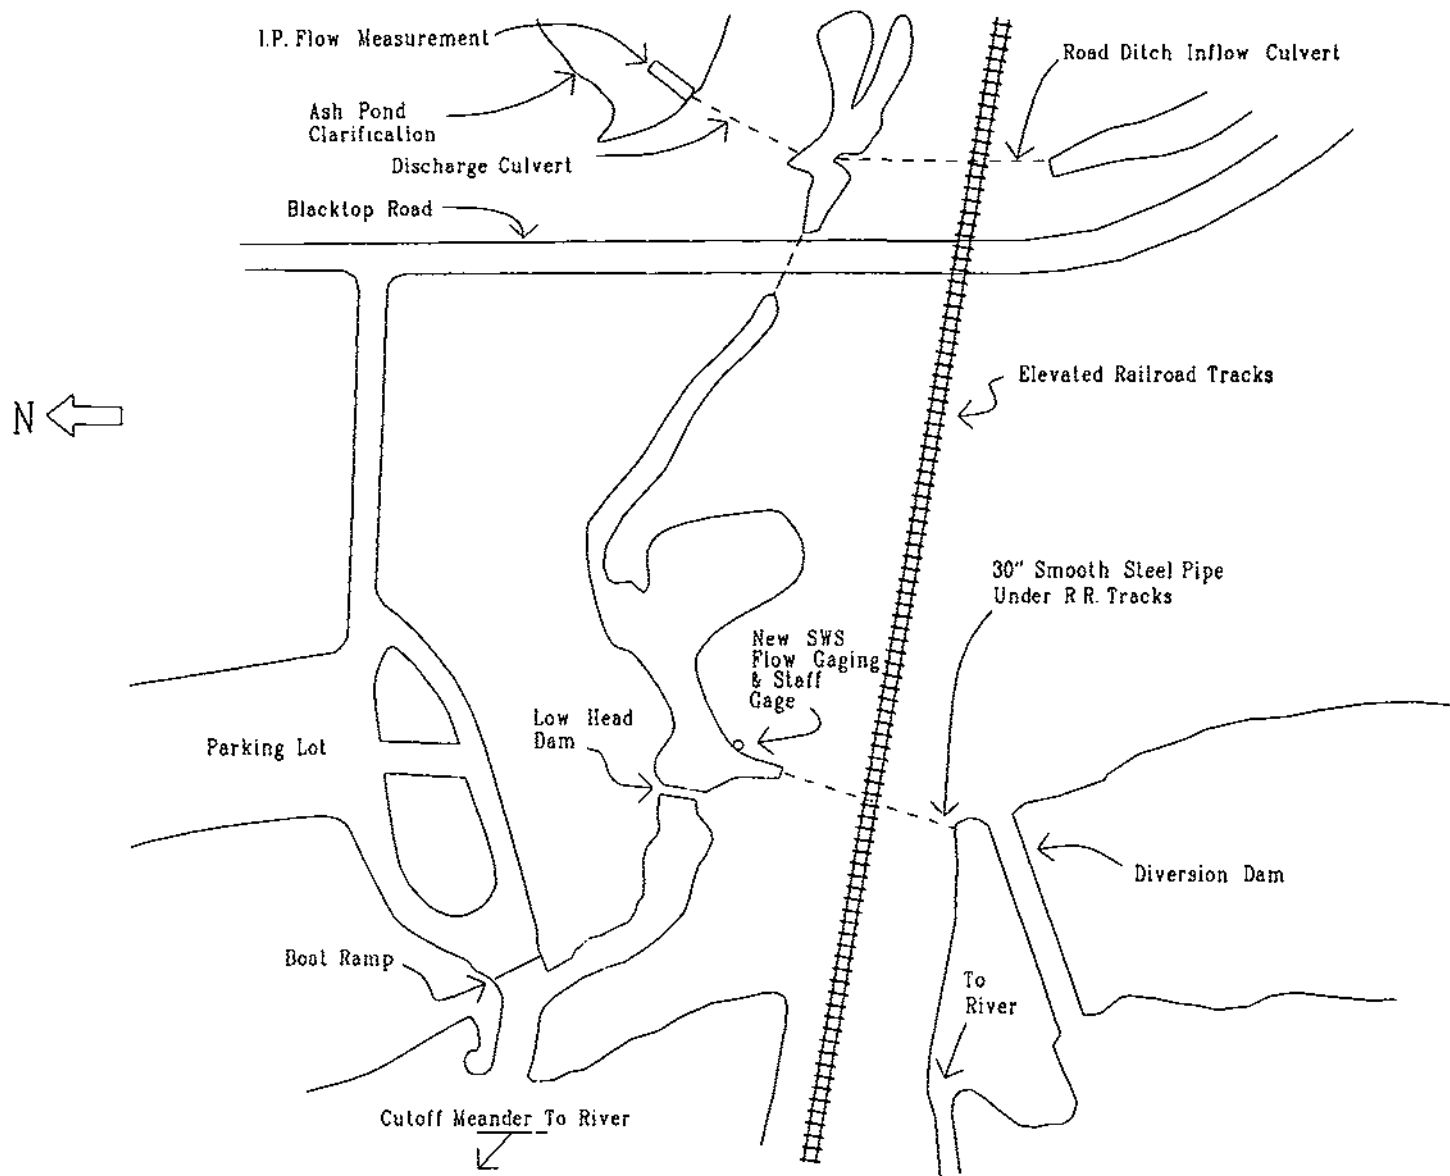 I.P. Flow Measurement
Road Ditch Inflow Culvert
Ash Pond
Clarification
Discharge Culvert
Blacktop Road
Elevated Railroad Tracks
N
30" Smooth Steel Pipe
Under R.R. Tracks
New SWS
Flow Gaging
& Staff
Gage
Low Head
Dam
Parking Lot
Diversion Dam
Boat Ramp
To
River
Cutoff Meander To River